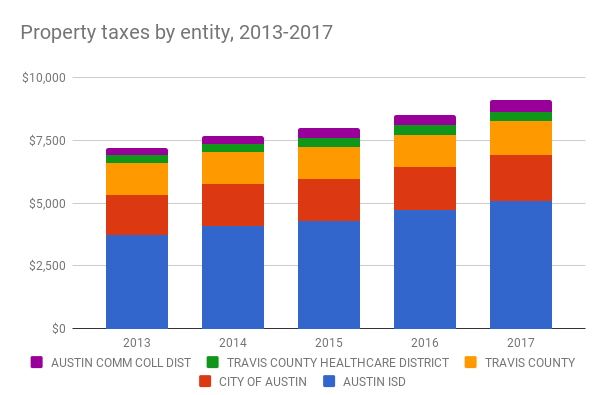 Property taxes by entity, 2013-2017
$10,000
$7,500
$5,000
$2,500
$0
2013 2014 2015 2016 2017
AUSTIN COMM COLL DIST TRAVIS COUNTY HEALTHCARE DISTRICT TRAVIS COUNTY
CITY OF AUSTIN AUSTIN ISD